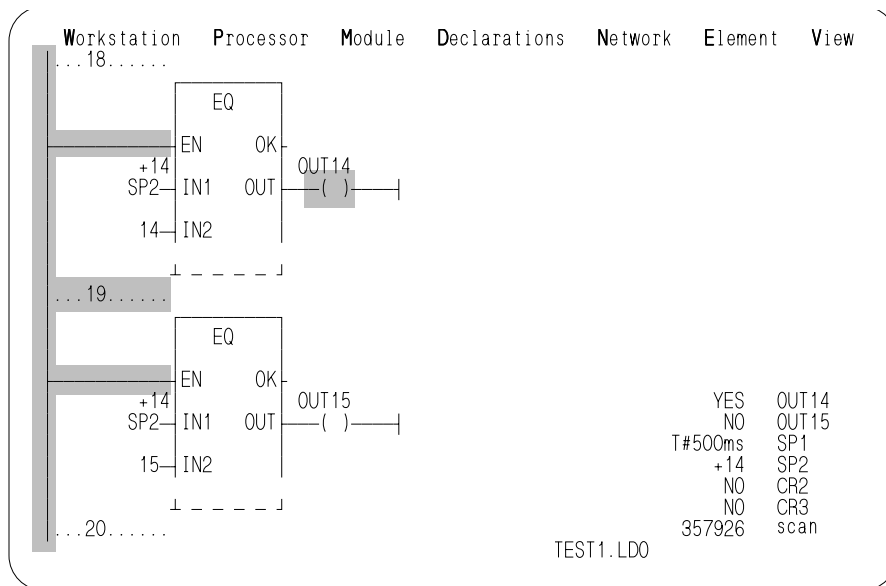 Workstation Processor Module Declarations Network Element View
...18......
EQ
EN OK
+14 OUT14
SP2 IN1 OUT ( )
14 IN2
...19......
EQ
EN OK
+14 OUT15
SP2 IN1 OUT ( )
15 IN2
YES OUT14
NO OUT15
T#500ms SP1
+14 SP2
NO CR2
NO CR3
...20......
357926 scan
TEST1.LDO